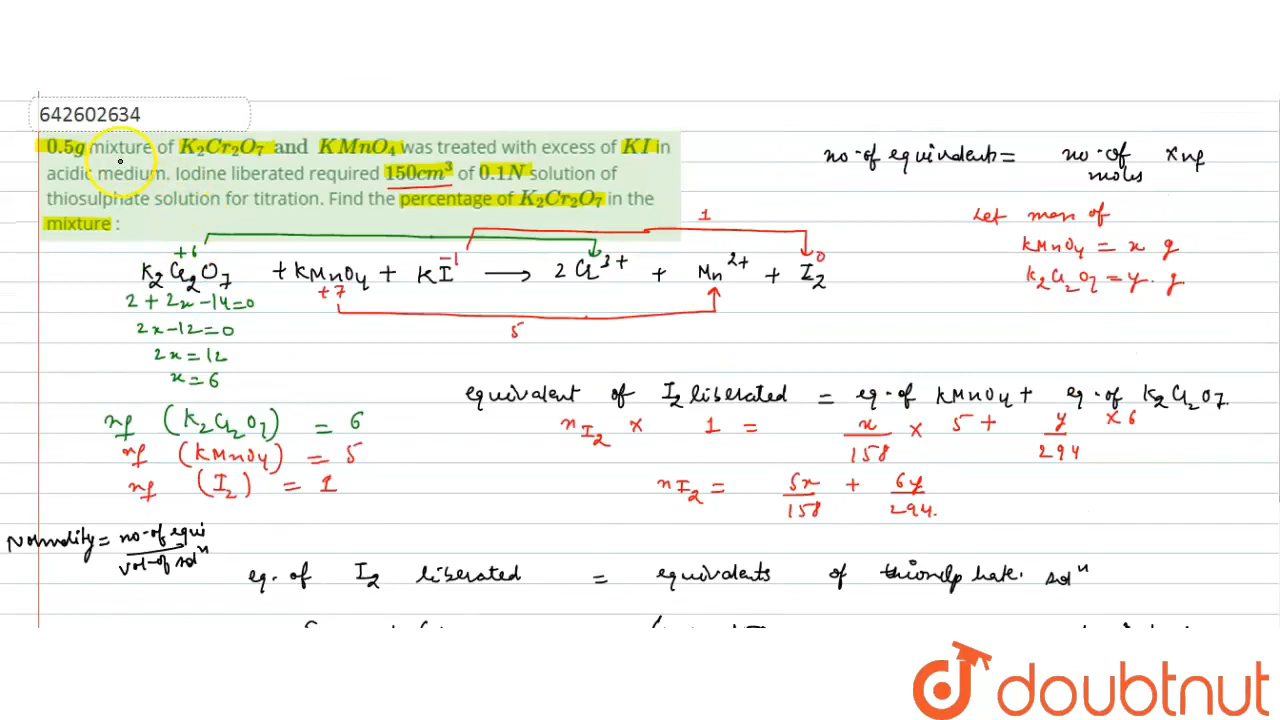 642602634
0.5g mixture of K₂Cr₂O₇ and KMnO₄ was treated with excess of KI in
acidic medium. Iodine liberated required 150cm³ of 0.1N solution of
thiosulphate solution for titration. Find the percentage of K₂Cr₂O₇ in the
mixture :
no-of equivalents = no-of moles × nf
Let mass of
KMnO₄ = x g
K₂Cr₂O₇ = y. g
1
+6 -1 0
K₂Cr₂O₇ + KMnO₄ + KI → 2Cr³⁺ + Mn²⁺ + I₂
+7
5
2 + 2x - 14 = 0
2x - 12 = 0
2x = 12
x = 6
equivalent of I₂ liberated = eq. of KMnO₄ + eq. of K₂Cr₂O₇.
nf (K₂Cr₂O₇) = 6
nf (KMnO₄) = 5
nf (I₂) = 1
nI₂ × 1 = x/158 × 5 + y/294 × 6
nI₂ = 5x/158 + 6y/294.
Normality = no-of equi / vol-of solⁿ
eq. of I₂ liberated = equivalents of thiosulphate. solⁿ
doubtnut